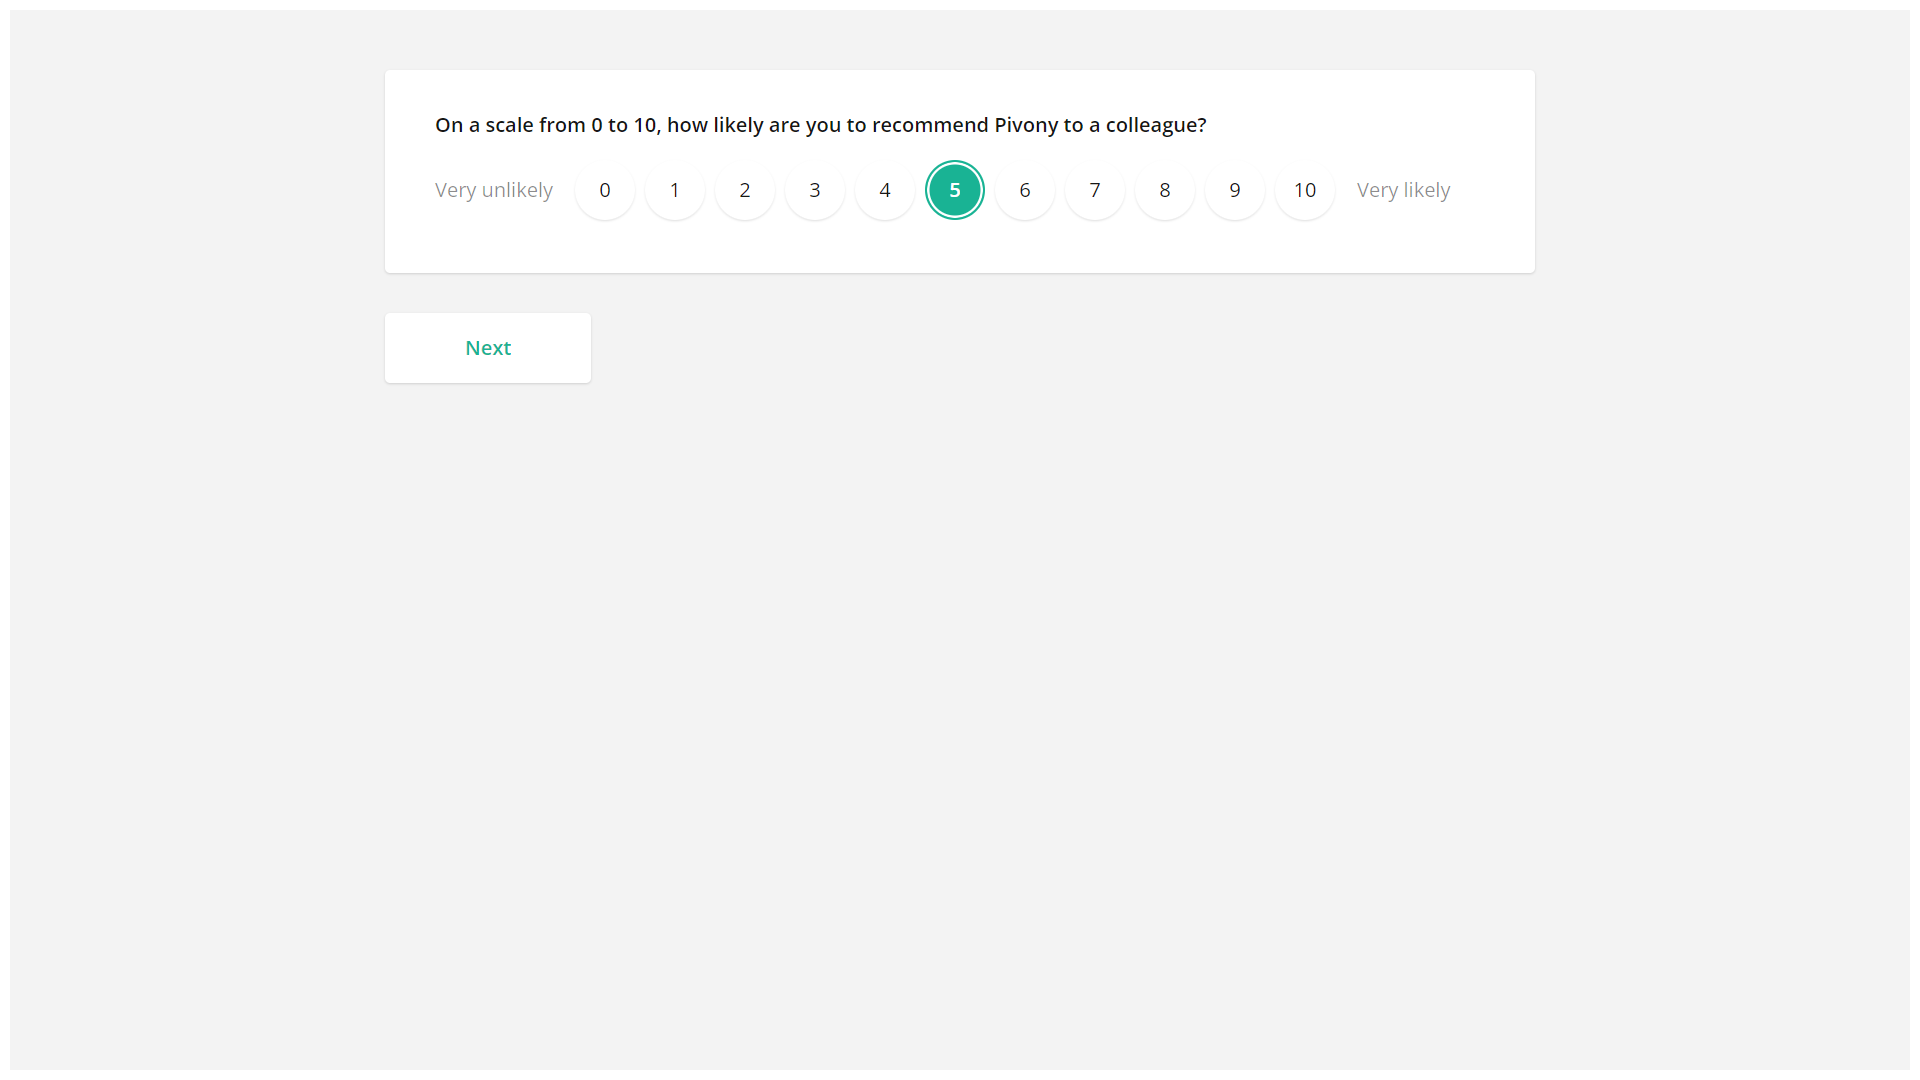 On a scale from 0 to 10, how likely are you to recommend Pivony to a colleague?
Very unlikely 0 1 2 3 4 5 6 7 8 9 10 Very likely
Next